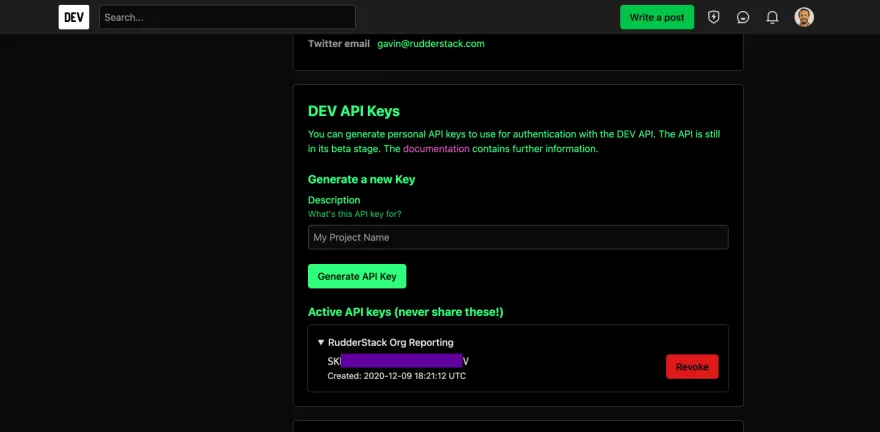 DEV
Search...
Write a post
Twitter email gavin@rudderstack.com
DEV API Keys
You can generate personal API keys to use for authentication with the DEV API. The API is still
in its beta stage. The documentation contains further information.
Generate a new Key
Description
What's this API key for?
My Project Name
Generate API Key
Active API keys (never share these!)
RudderStack Org Reporting
SK V
Revoke
Created: 2020-12-09 18:21:12 UTC